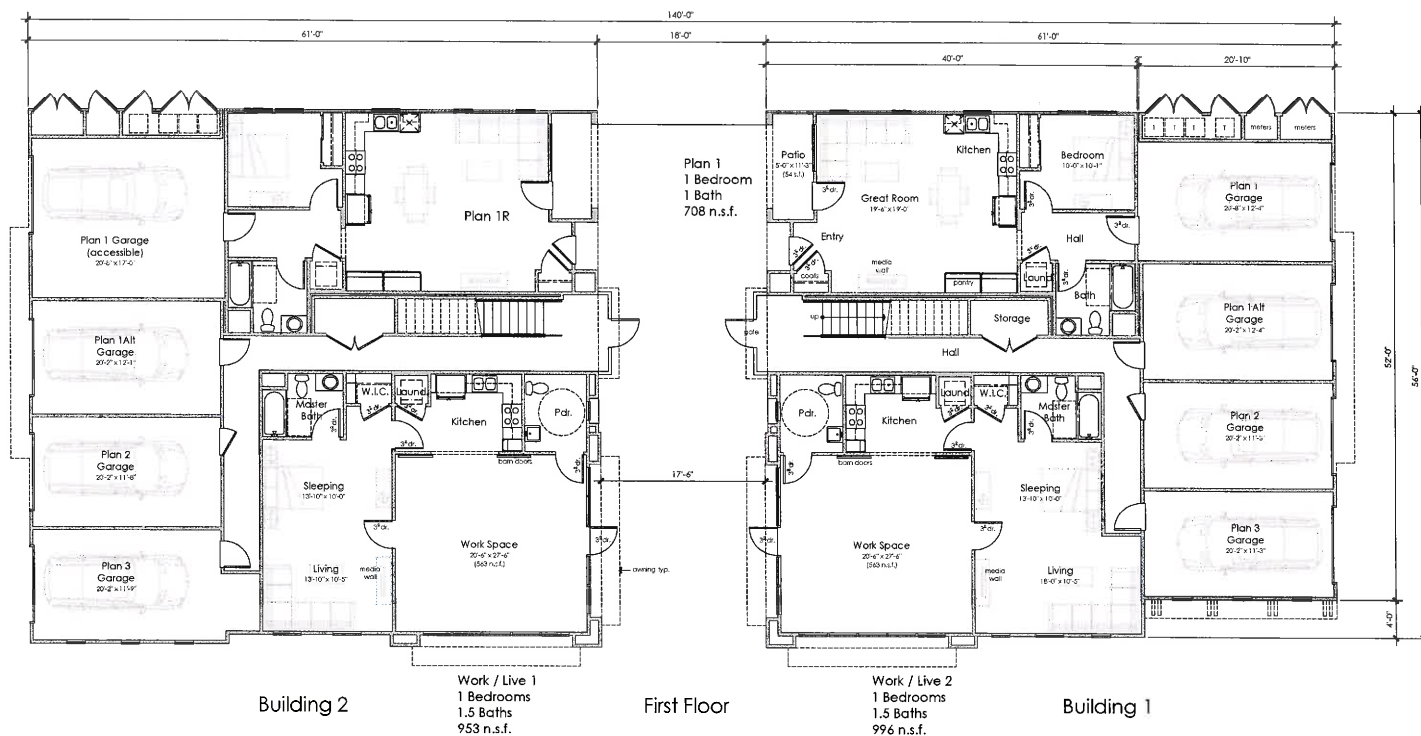 140'-0"
61'-0"
18'-0"
61'-0"
40'-0"
20'-10"
Plan 1 Garage
(accessible)
Plan 1R
Plan 1Alt
Garage
Plan 2
Garage
20'-2" x 11'-8"
Plan 3
Garage
20'-2" x 11'-9"
Master
Bath
W.I.C.
Laund
Kitchen
Pdr.
3⁰ dr.
barn doors
Sleeping
13'-10" x 10'-0"
Living
13'-10" x 10'-5"
media
wall
Work Space
20'-6" x 27'-6"
(563 n.s.f.)
awning typ.
17'-6"
Plan 1
1 Bedroom
1 Bath
708 n.s.f.
Patio
5'-0" x 11'-3"
(54 s.f.)
Kitchen
Great Room
19'-6" x 19'-0"
Entry
media
wall
coats
pantry
Bedroom
10'-0" x 10'-1"
Hall
Laund
Bath
T
meters
meters
Plan 1
Garage
20'-8" x 12'-4"
Plan 1Alt
Garage
20'-2" x 12'-4"
Plan 2
Garage
Plan 3
Garage
20'-2" x 11'-3"
52'-0"
56'-0"
4'-0"
gate
up
Storage
Hall
Pdr.
Kitchen
Laund
W.I.C.
Master
Bath
barn doors
Sleeping
13'-10" x 10'-0"
Work Space
20'-6" x 27'-6"
(563 n.s.f.)
media
wall
Living
18'-0" x 10'-5"
Work / Live 1
1 Bedrooms
1.5 Baths
953 n.s.f.
Work / Live 2
1 Bedrooms
1.5 Baths
996 n.s.f.
Building 2
First Floor
Building 1